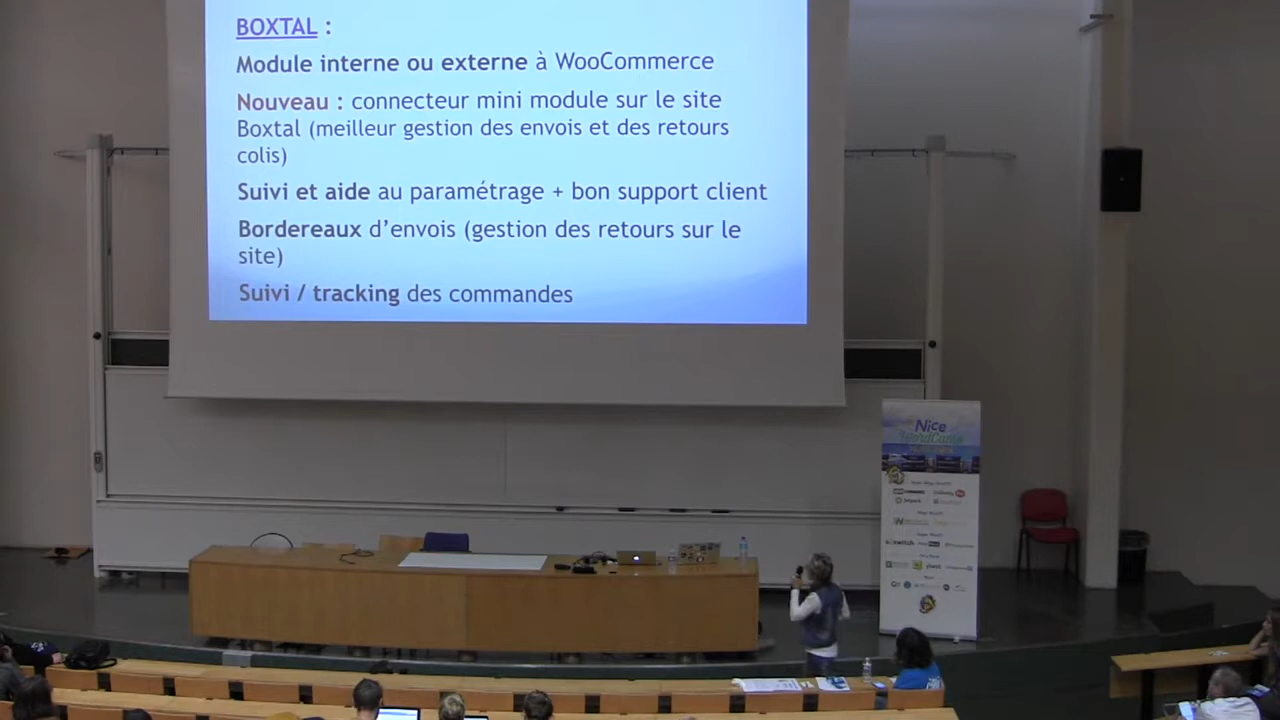 BOXTAL :
Module interne ou externe à WooCommerce
Nouveau : connecteur mini module sur le site
Boxtal (meilleur gestion des envois et des retours
colis)
Suivi et aide au paramétrage + bon support client
Bordereaux d’envois (gestion des retours sur le
site)
Suivi / tracking des commandes
Nice
WordCamp